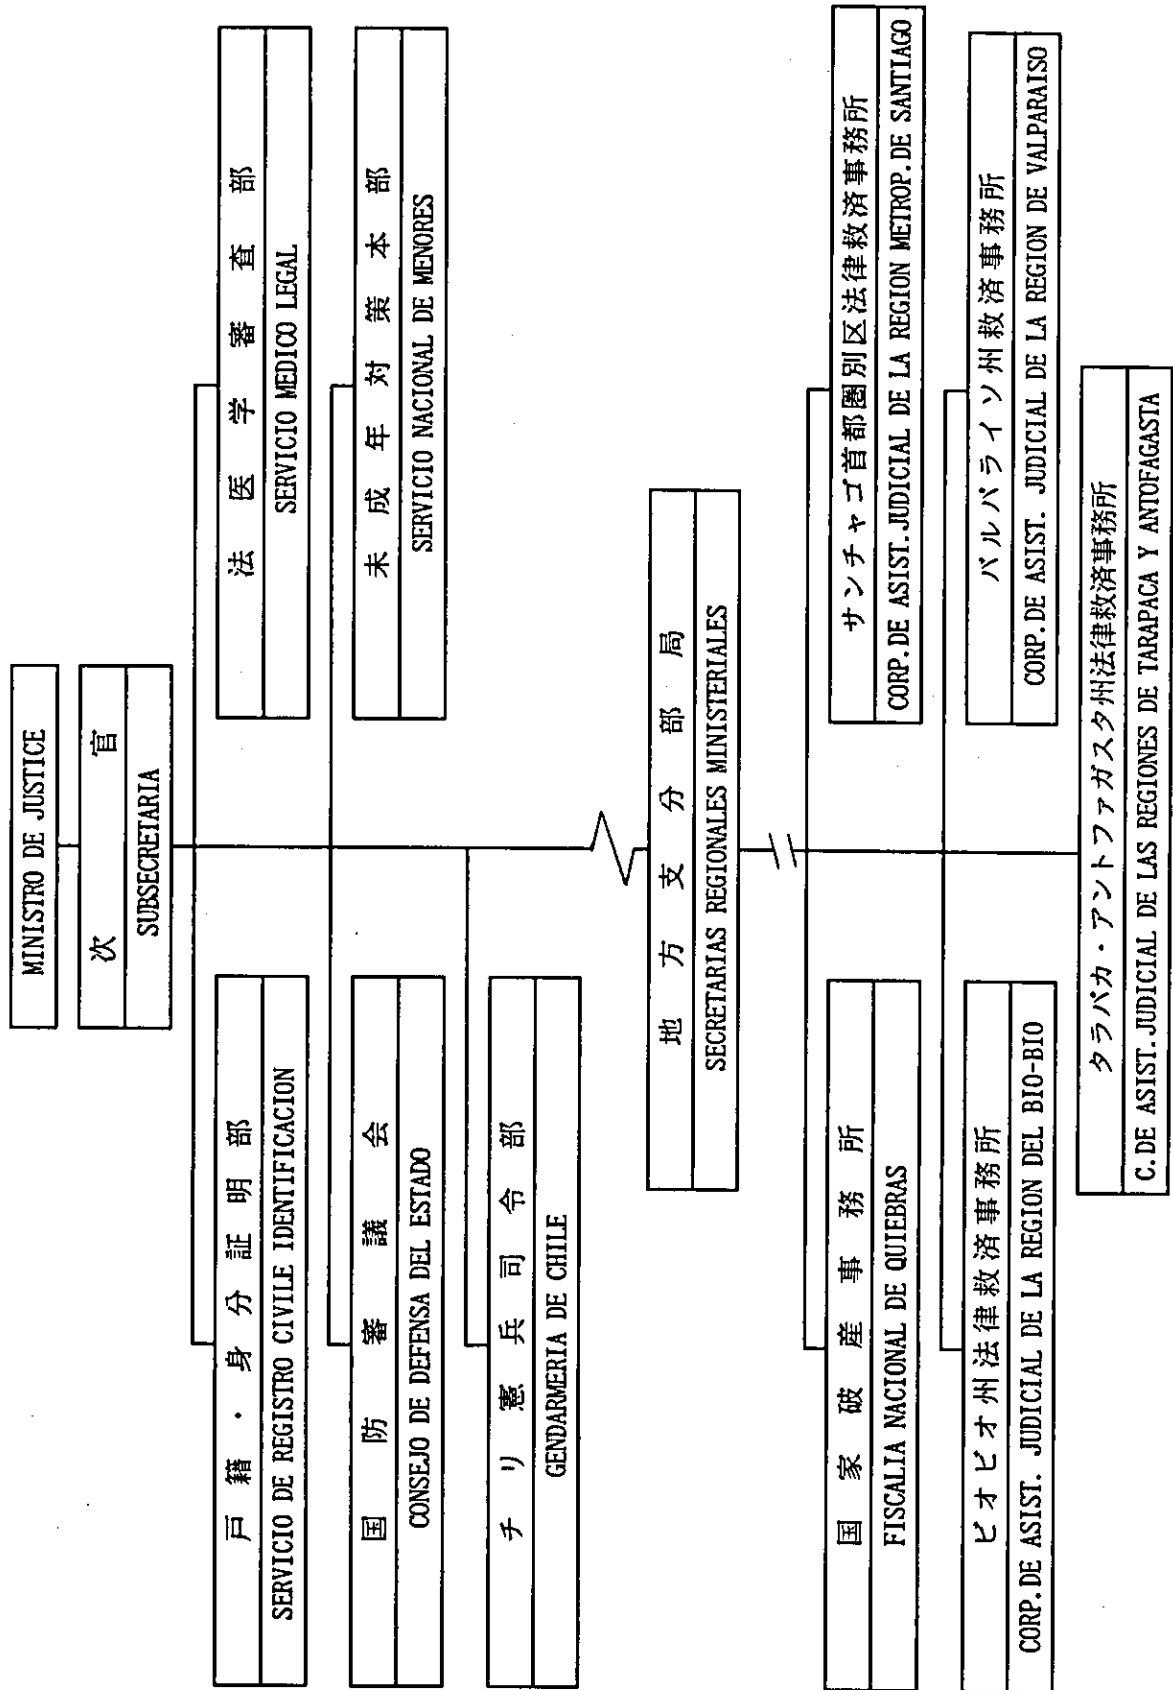 MINISTRO DE JUSTICE
次官
SUBSECRETARIA
戸籍・身分証明部
SERVICIO DE REGISTRO CIVILE IDENTIFICACION
法医学審査部
SERVICIO MEDICO LEGAL
国防審議会
CONSEJO DE DEFENSA DEL ESTADO
未成年対策本部
SERVICIO NACIONAL DE MENORES
チリ憲兵司令部
GENDARMERIA DE CHILE
地方支分部局
SECRETARIAS REGIONALES MINISTERIALES
国家破産事務所
FISCALIA NACIONAL DE QUIEBRAS
サンチャゴ首都圏別区法律救済事務所
CORP.DE ASIST.JUDICIAL DE LA REGION METROP.DE SANTIAGO
ビオビオ州法律救済事務所
CORP.DE ASIST. JUDICIAL DE LA REGION DEL BIO-BIO
バルパライソ州救済事務所
CORP.DE ASIST. JUDICIAL DE LA REGION DE VALPARAISO
タラパカ・アントファガスタ州法律救済事務所
C.DE ASIST.JUDICIAL DE LAS REGIONES DE TARAPACA Y ANTOFAGASTA